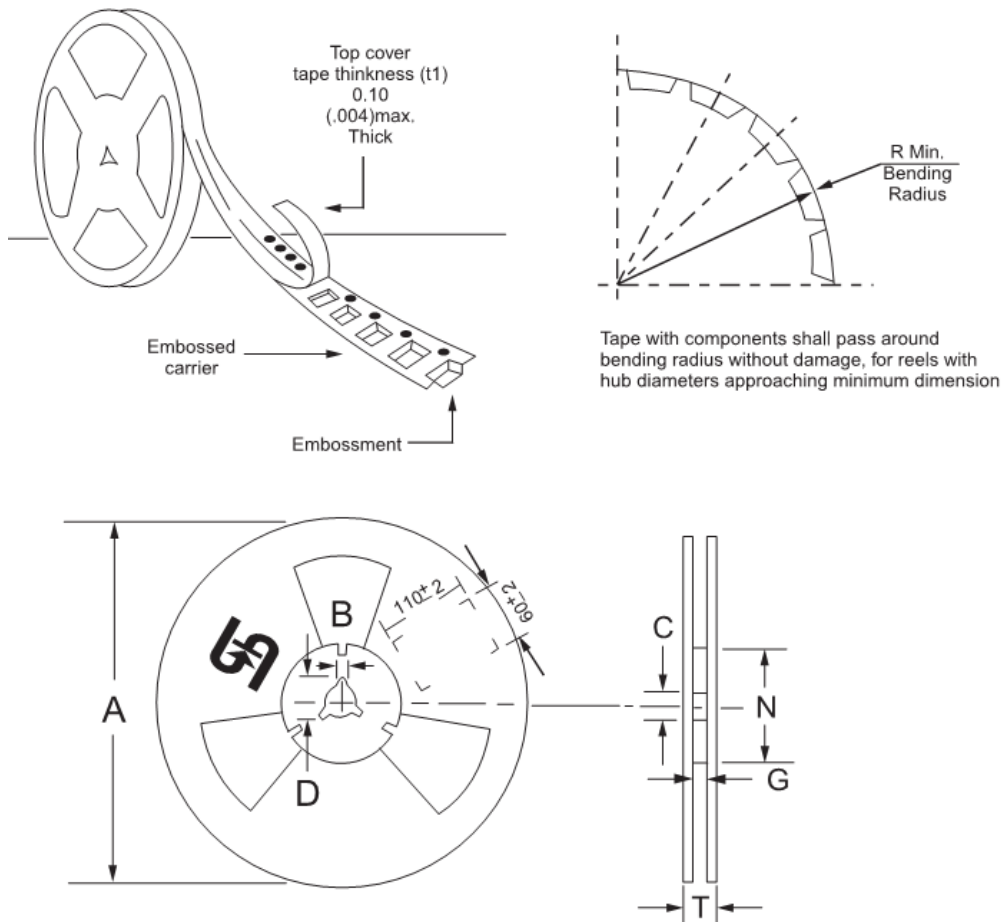 Top cover
tape thinkness (t1)
0.10
(.004)max.
Thick
Embossed
carrier
Embossment
R Min.
Bending
Radius
Tape with components shall pass around
bending radius without damage, for reels with
hub diameters approaching minimum dimension
A
B
D
110±2
60±2
C
N
G
T